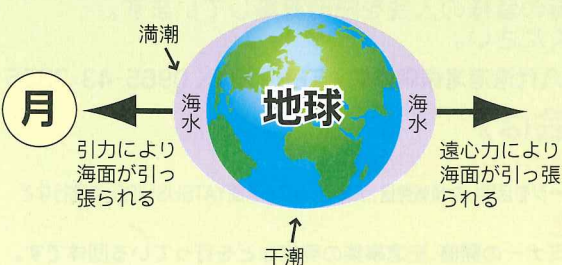 満潮
月
海水
地球
海水
引力により
海面が引っ
張られる
遠心力により
海面が引っ張
られる
干潮